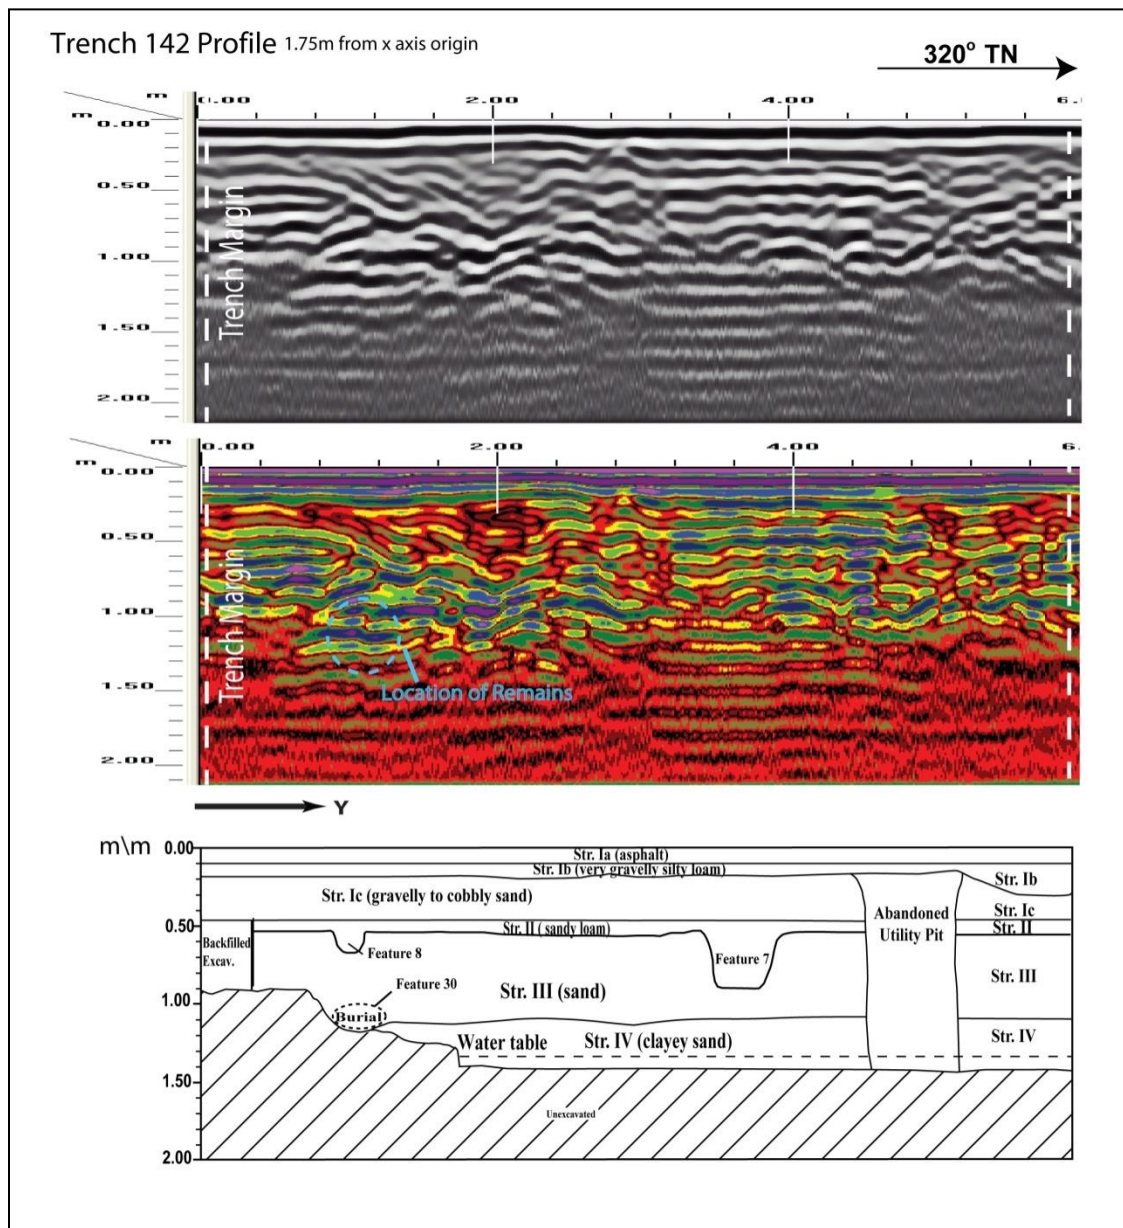 Trench 142 Profile 1.75m from x axis origin
320° TN
m
0.00 2.00 4.00 6.
m
0.00
0.50
1.00
1.50
2.00
Trench Margin
m
0.00 2.00 4.00 6.
m
0.00
0.50
1.00
1.50
2.00
Trench Margin
Location of Remains
Y
m\m
0.00
0.50
1.00
1.50
2.00
Str. Ia (asphalt)
Str. Ib (very gravelly silty loam)
Str. Ib
Str. Ic (gravelly to cobbly sand)
Str. Ic
Abandoned
Utility Pit
Str. II (sandy loam)
Str. II
Backfilled
Excav.
Feature 8
Feature 7
Feature 30
Str. III (sand)
Str. III
Burial
Water table
Str. IV (clayey sand)
Str. IV
Unexcavated